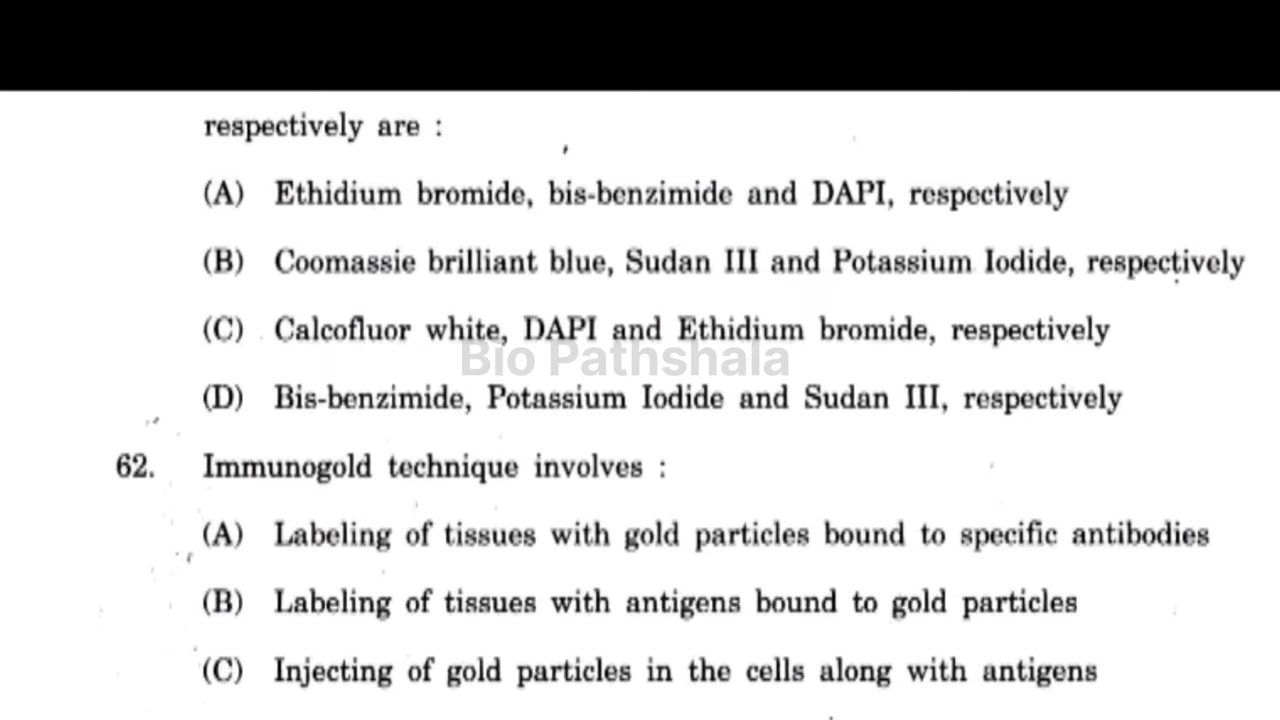 respectively are :
(A) Ethidium bromide, bis-benzimide and DAPI, respectively
(B) Coomassie brilliant blue, Sudan III and Potassium Iodide, respectively
(C) Calcofluor white, DAPI and Ethidium bromide, respectively
Bio Pathshala
(D) Bis-benzimide, Potassium Iodide and Sudan III, respectively
62. Immunogold technique involves :
(A) Labeling of tissues with gold particles bound to specific antibodies
(B) Labeling of tissues with antigens bound to gold particles
(C) Injecting of gold particles in the cells along with antigens